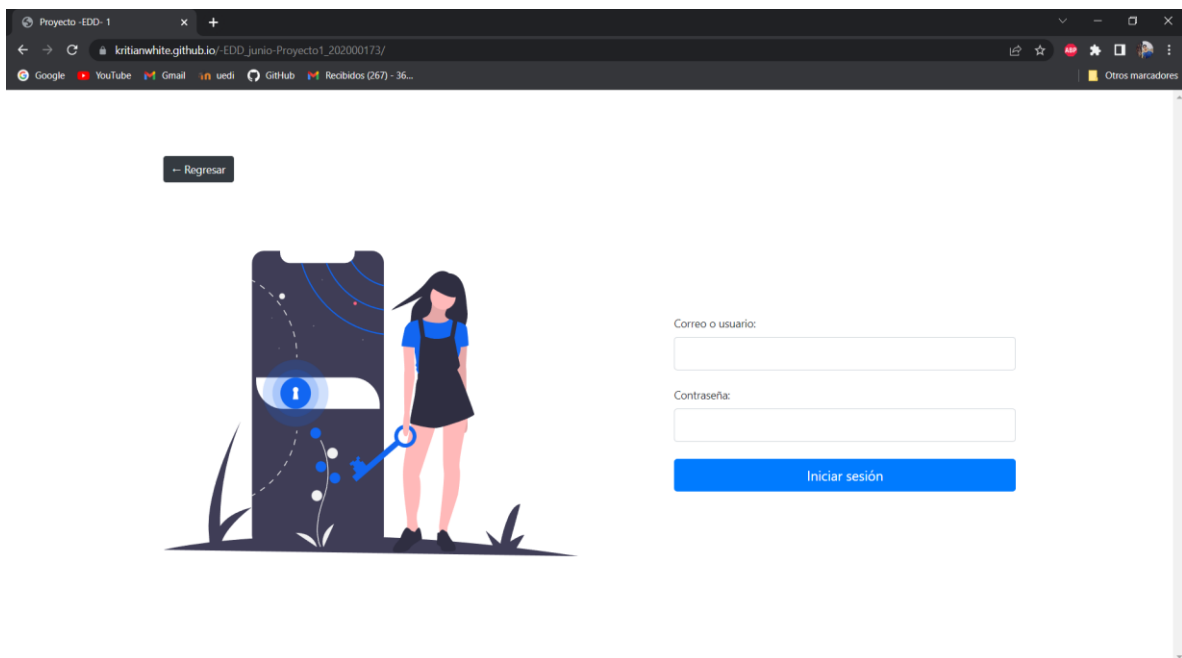 Proyecto -EDD- 1
kritianwhite.github.io/-EDD_junio-Proyecto1_202000173/
ABP
Google YouTube Gmail uedi GitHub Recibidos (267) - 36... Otros marcadores
← Regresar
Correo o usuario:
Contraseña:
Iniciar sesión